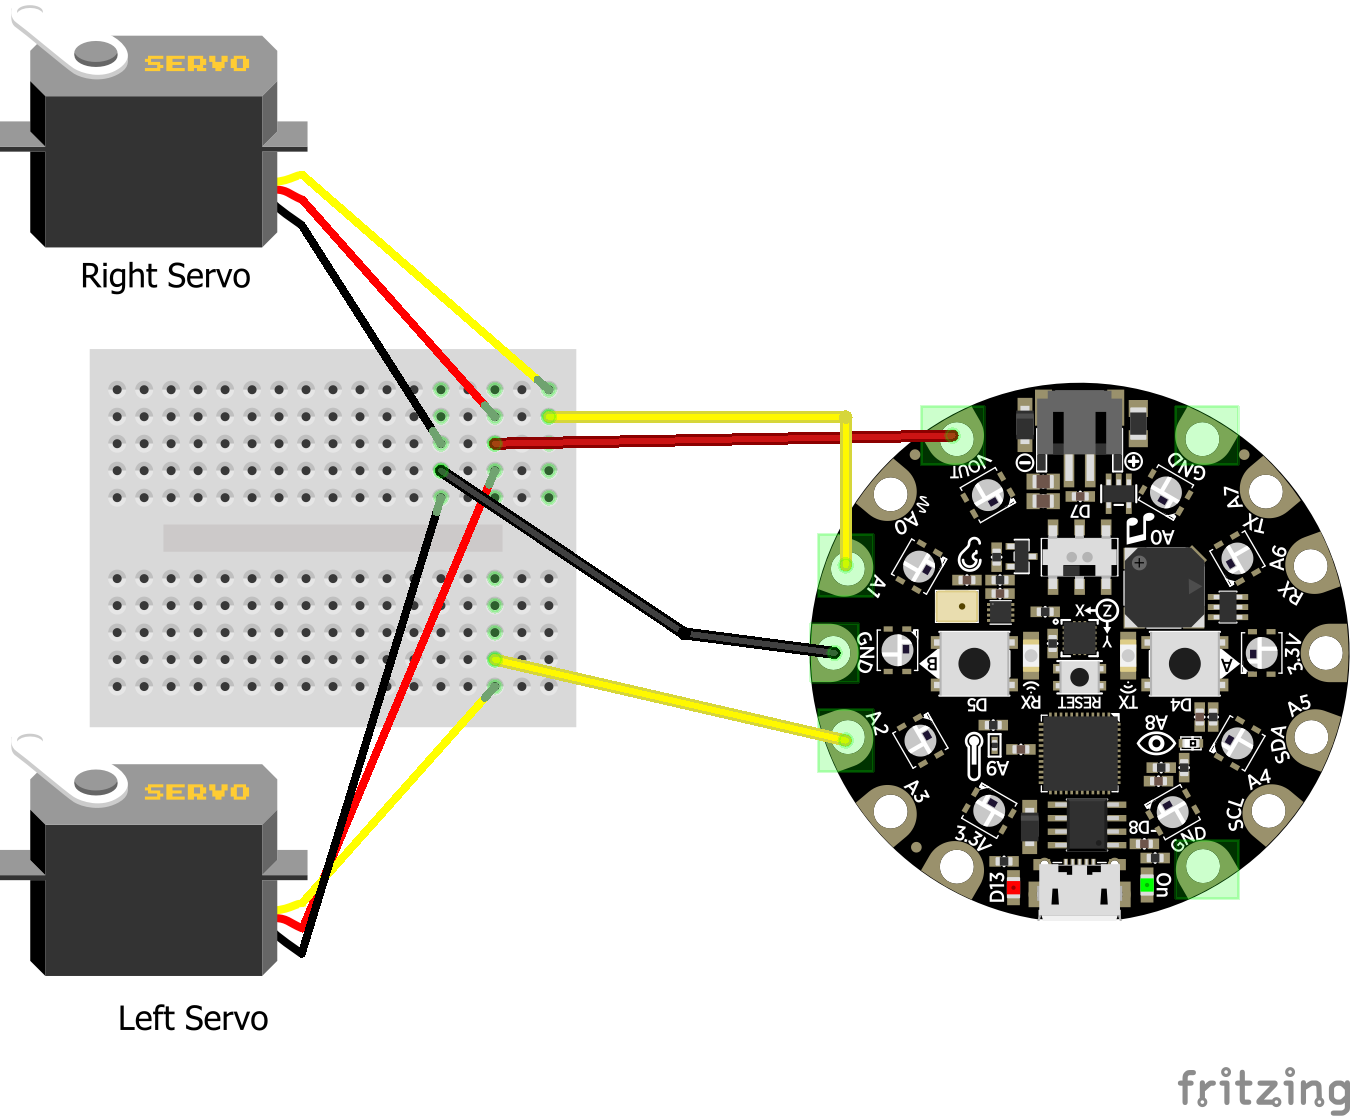 SERVO
Right Servo
SERVO
Left Servo
VOUT
GND
A0
A7
TX
D7
A0
A6
RX
A1
X
Z
Y
GND
B
A
3.3V
D5
RX
RESET
TX
D4
A2
A9
A8
A5
SDA
A3
A4
SCL
3.3V
D8
GND
D13
On
fritzing